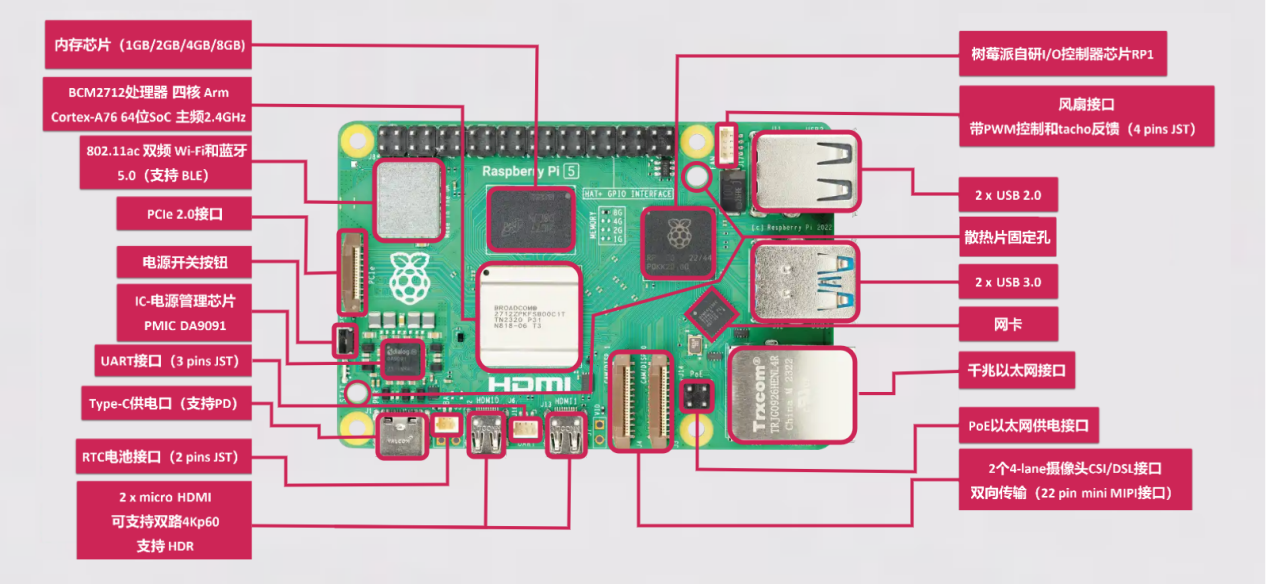 内存芯片（1GB/2GB/4GB/8GB)
BCM2712处理器 四核 Arm
Cortex-A76 64位SoC 主频2.4GHz
802.11ac 双频 Wi-Fi和蓝牙
5.0（支持 BLE）
PCIe 2.0接口
电源开关按钮
IC-电源管理芯片
PMIC DA9091
UART接口（3 pins JST）
Type-C供电口（支持PD）
RTC电池接口（2 pins JST）
2 x micro HDMI
可支持双路4Kp60
支持 HDR
树莓派自研I/O控制器芯片RP1
风扇接口
带PWM控制和tacho反馈（4 pins JST）
2 x USB 2.0
散热片固定孔
2 x USB 3.0
网卡
千兆以太网接口
PoE以太网供电接口
2个4-lane摄像头CSI/DSL接口
双向传输（22 pin mini MIPI接口）
Raspberry Pi 5
HAT+ GPIO INTERFACE
MEMORY
8G
4G
2G
1G
(c) Raspberry Pi 2022
PCIe
BROADCOM®
2712ZPKFSB00C1T
TN2320 P21
N818-06 T3
HDMI
HDMI0
HDMI1
UART
PoE
Trxcom®
TRJG0926HENL4R
China M 2322